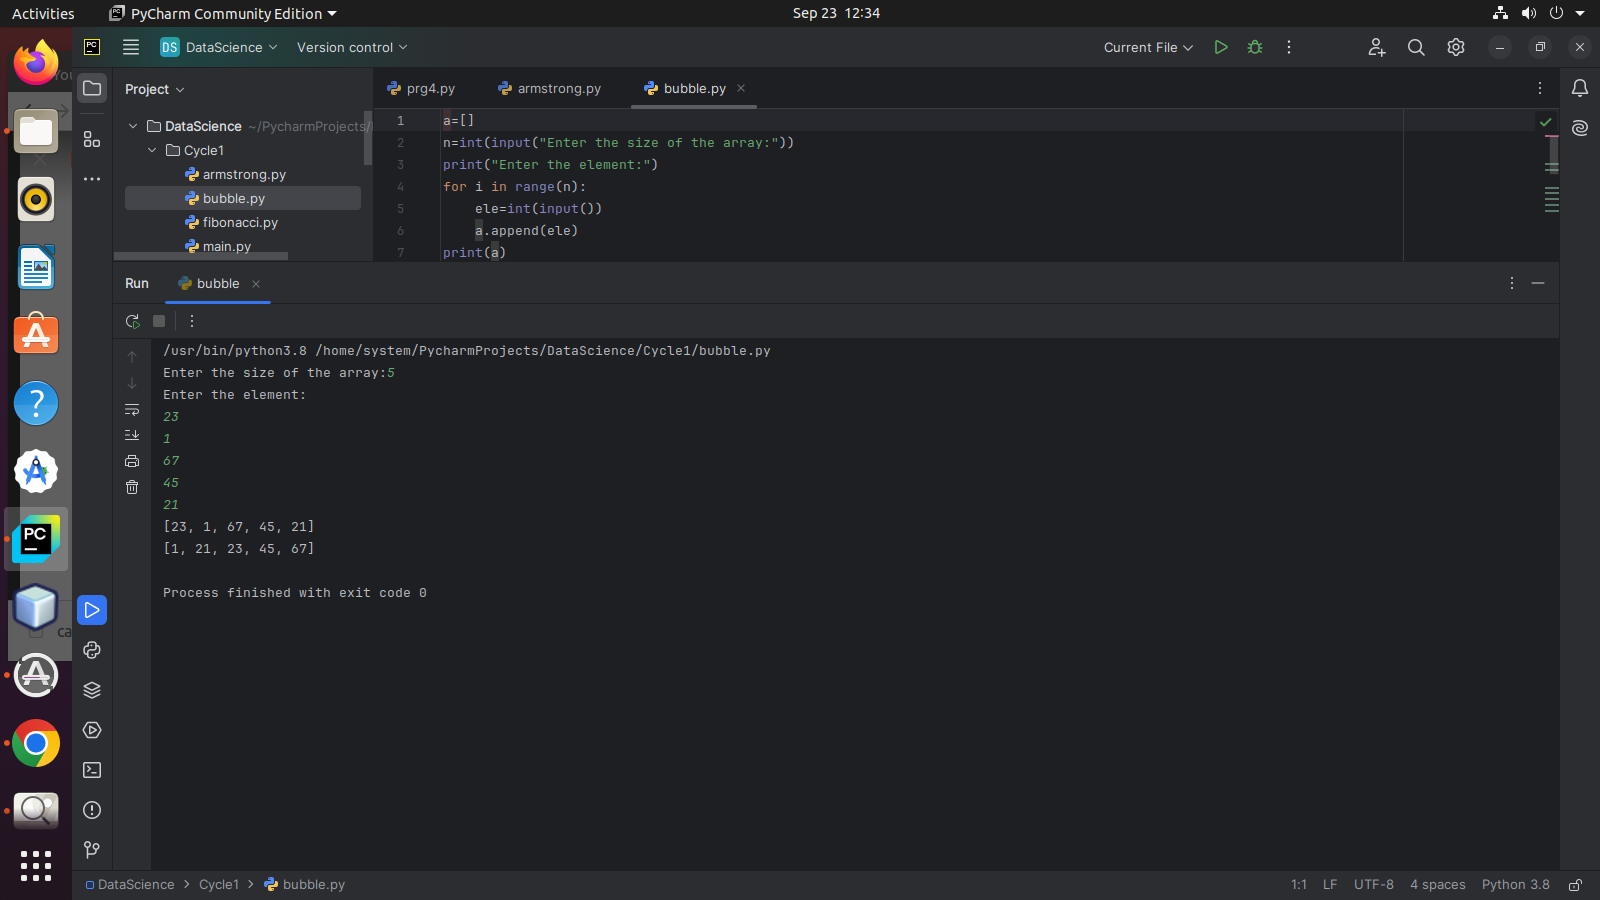 Activities PyCharm Community Edition Sep 23 12:34
DS DataScience Version control Current File
Project prg4.py armstrong.py bubble.py
DataScience ~/PycharmProjects/
Cycle1
armstrong.py
bubble.py
fibonacci.py
main.py
1 a=[]
2 n=int(input("Enter the size of the array:"))
3 print("Enter the element:")
4 for i in range(n):
5 ele=int(input())
6 a.append(ele)
7 print(a)
Run bubble
/usr/bin/python3.8 /home/system/PycharmProjects/DataScience/Cycle1/bubble.py
Enter the size of the array:5
Enter the element:
23
1
67
45
21
[23, 1, 67, 45, 21]
[1, 21, 23, 45, 67]
Process finished with exit code 0
DataScience Cycle1 bubble.py 1:1 LF UTF-8 4 spaces Python 3.8